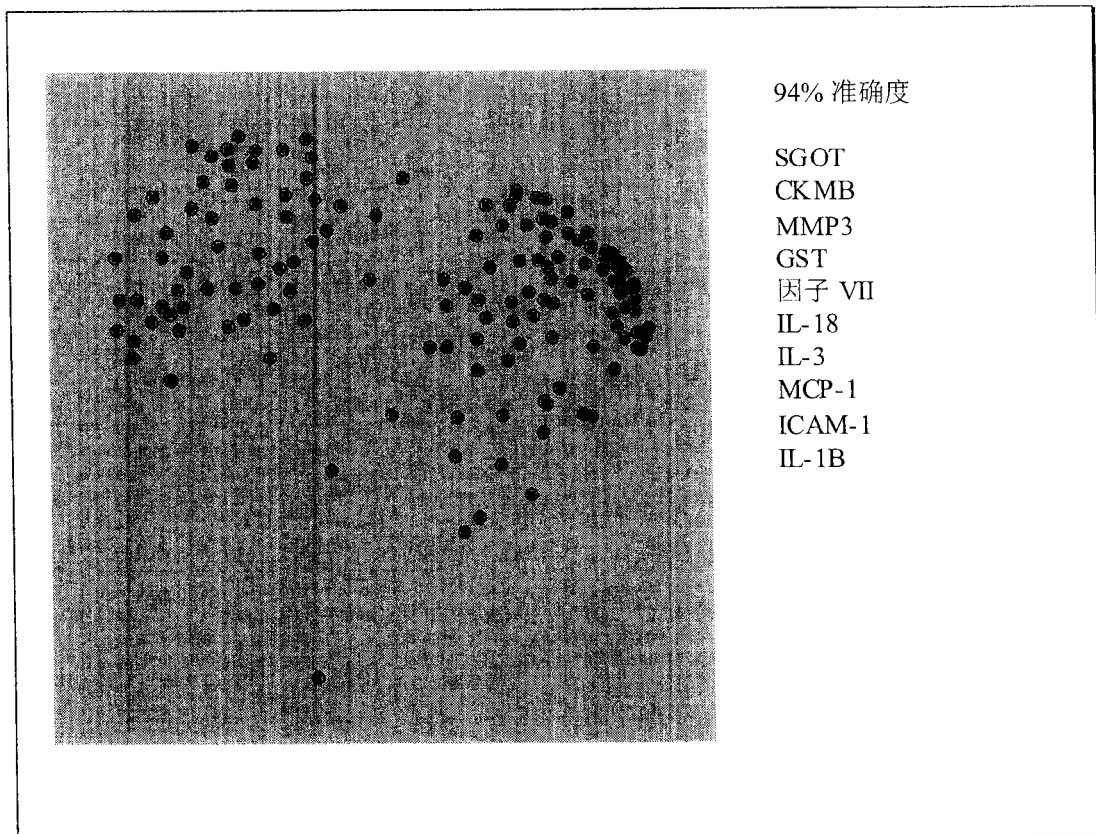 94% 准确度
SGOT
CKMB
MMP3
GST
因子 VII
IL-18
IL-3
MCP-1
ICAM-1
IL-1B